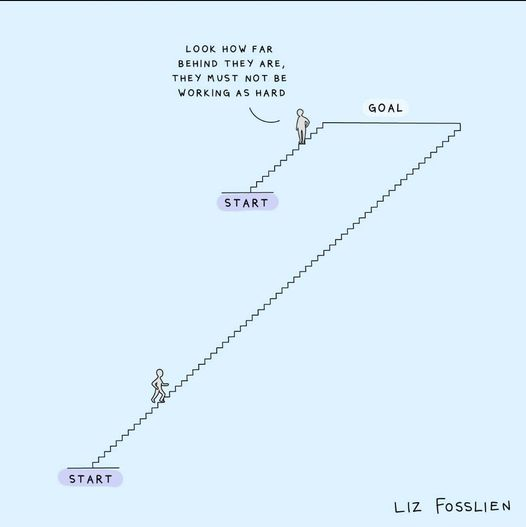 LOOK HOW FAR
BEHIND THEY ARE,
THEY MUST NOT BE
WORKING AS HARD
GOAL
START
START
LIZ FOSSLIEN